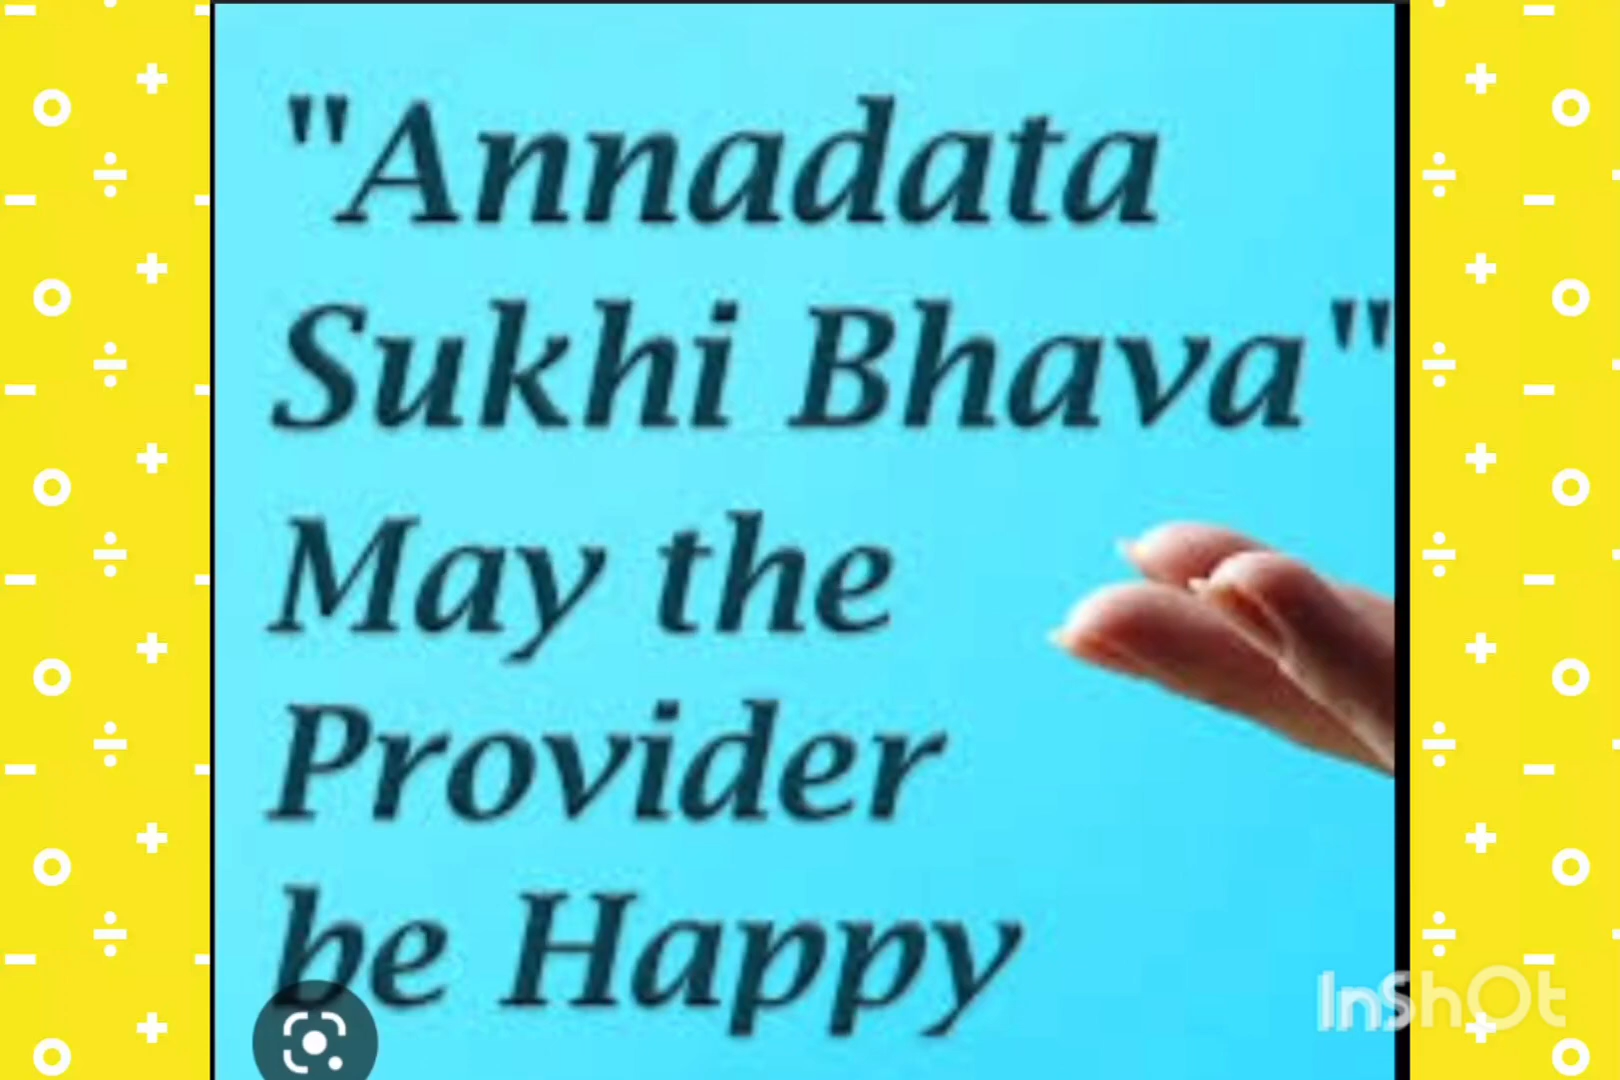 "Annadata
Sukhi Bhava"
May the
Provider
be Happy
InShOt